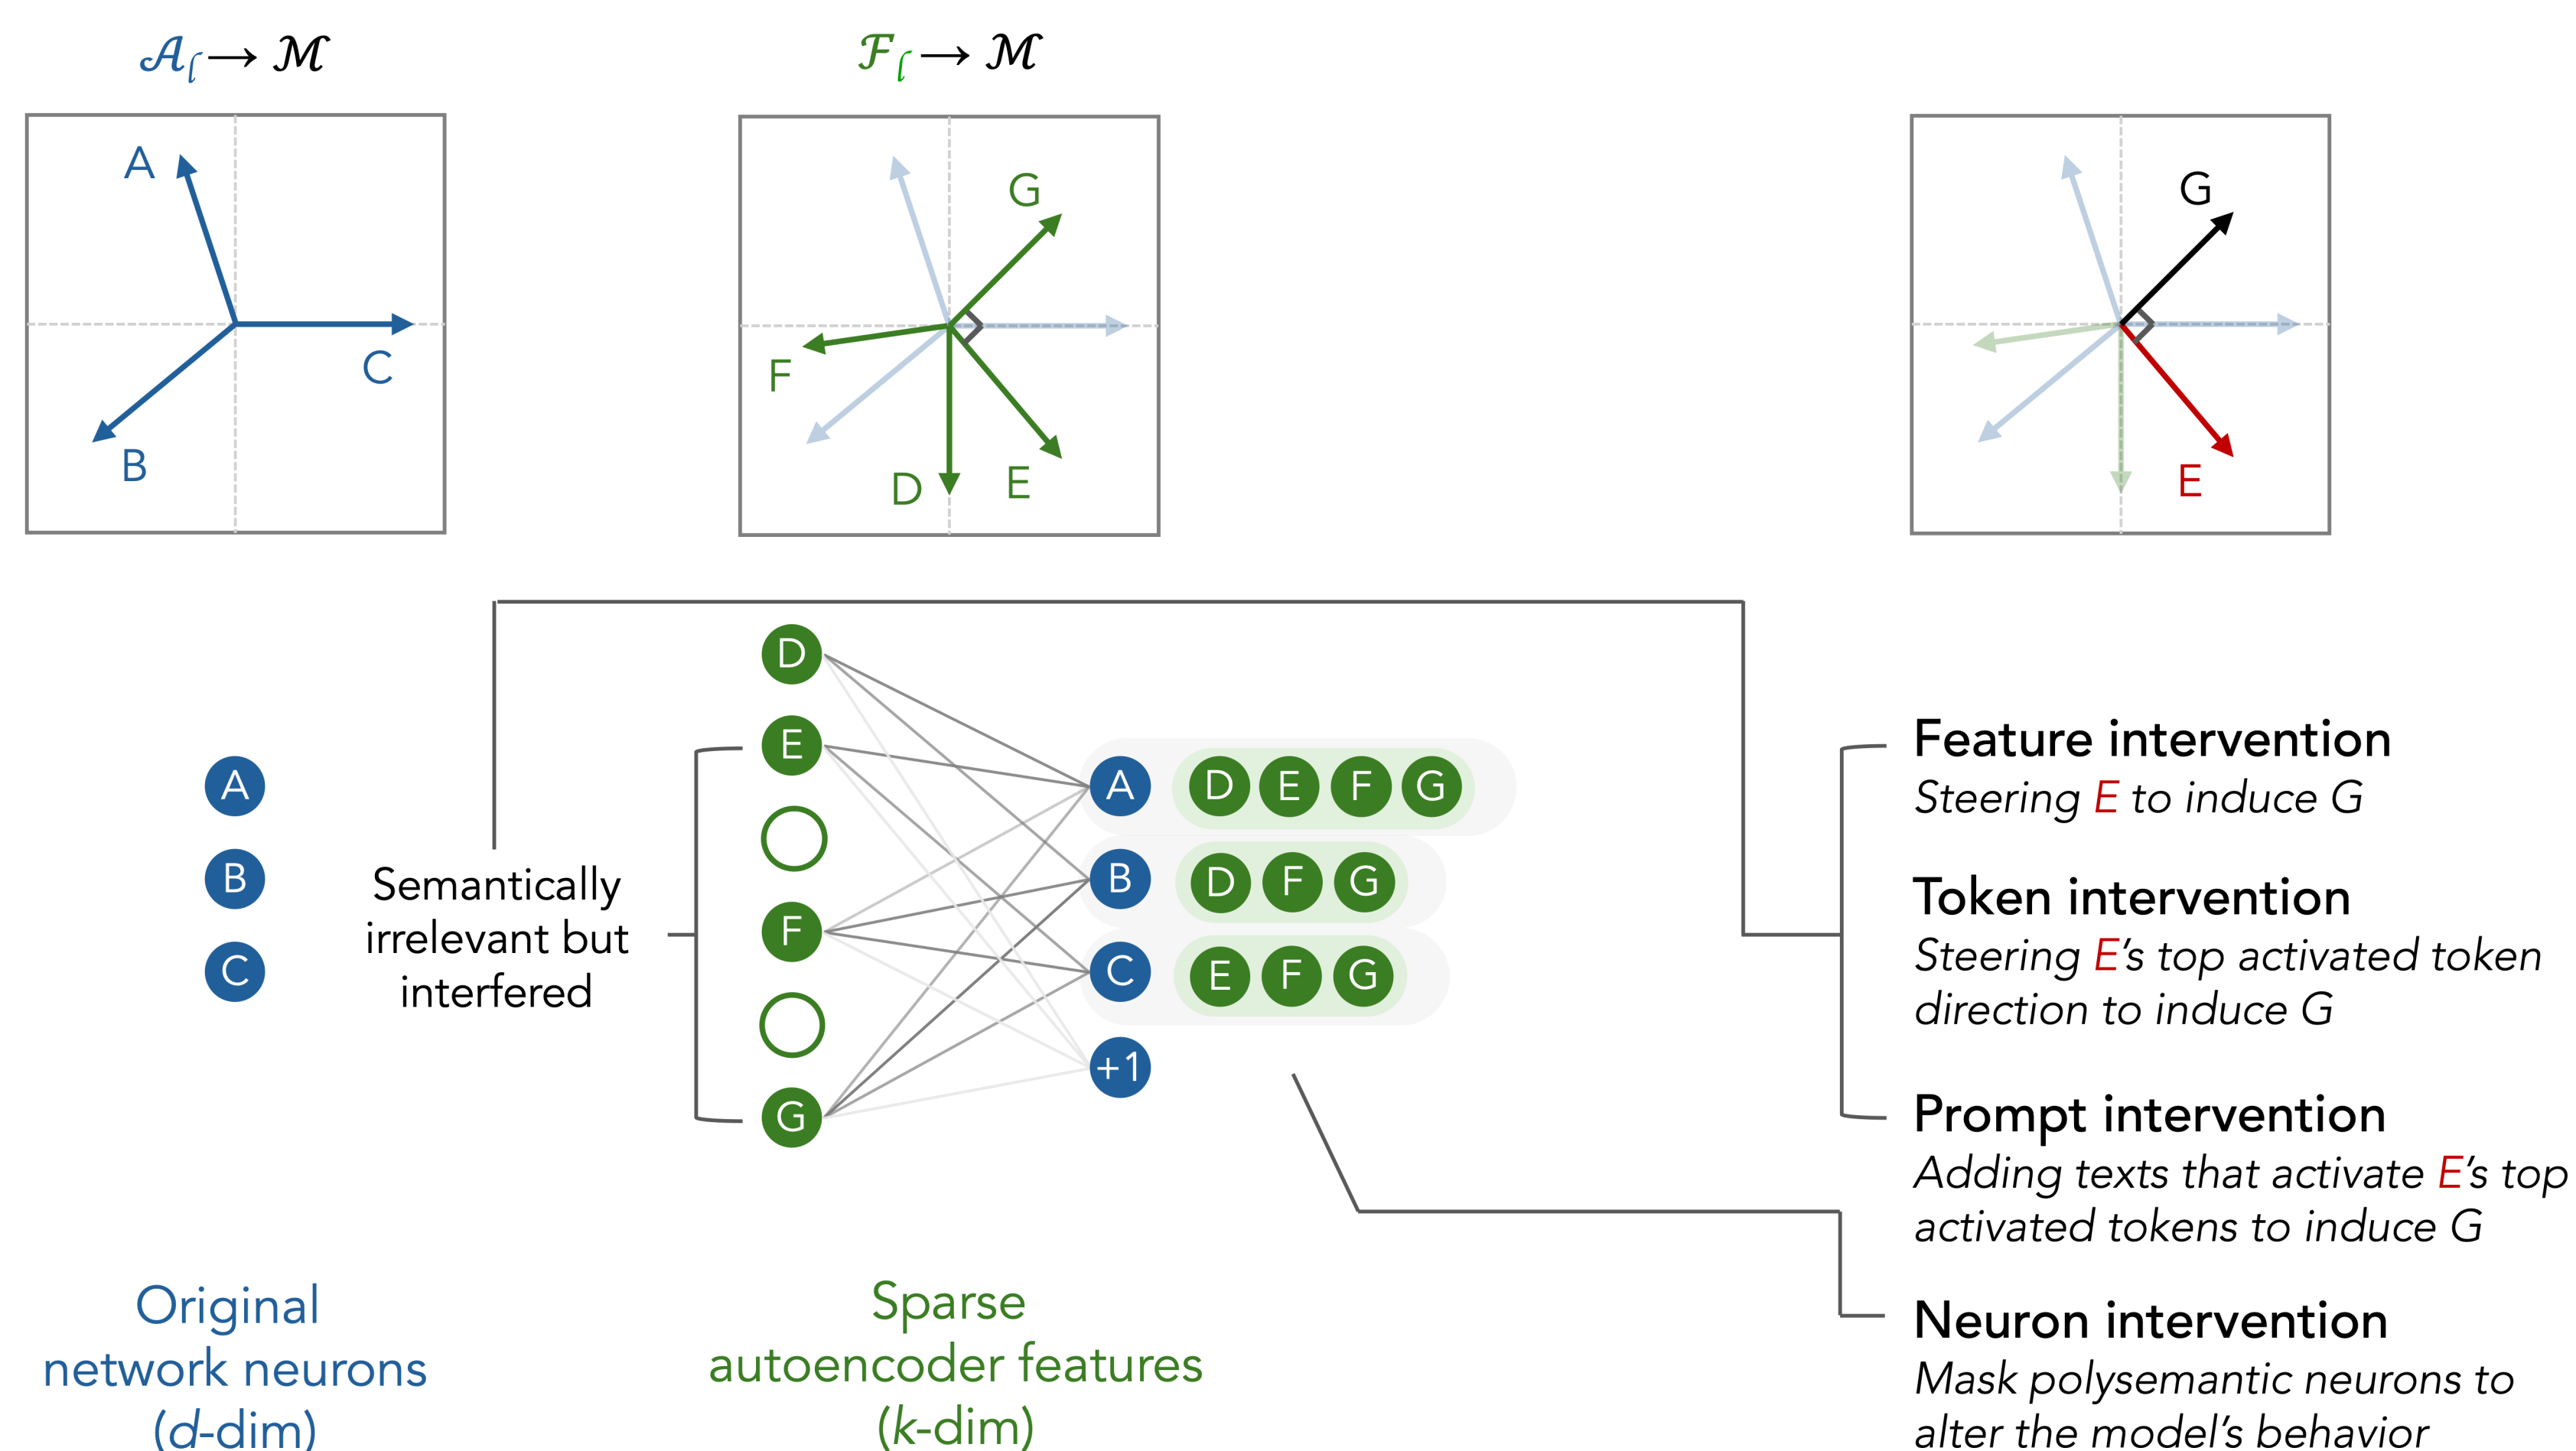 𝒜ₗ → ℳ
ℱₗ → ℳ
A
B
C
G
F
D
E
G
E
D
E
F
G
A
B
C
Semantically
irrelevant but
interfered
A D E F G
B D F G
C E F G
+1
Feature intervention
Steering E to induce G
Token intervention
Steering E’s top activated token
direction to induce G
Prompt intervention
Adding texts that activate E’s top
activated tokens to induce G
Neuron intervention
Mask polysemantic neurons to
alter the model’s behavior
Original
network neurons
(d-dim)
Sparse
autoencoder features
(k-dim)